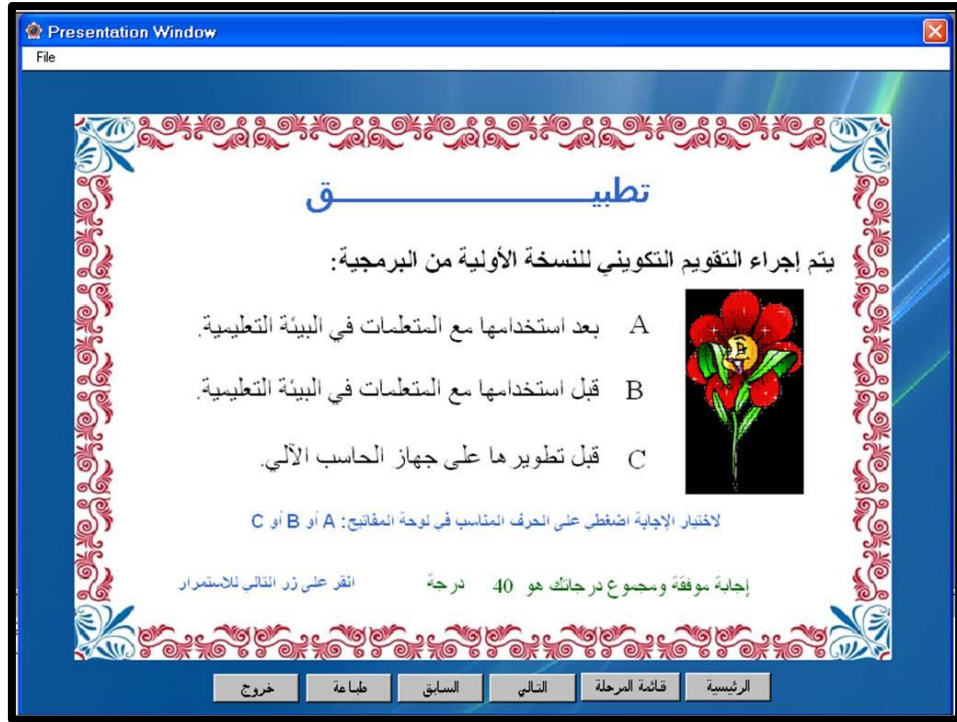 Presentation Window
File
تطبيـــــــــــــــق
يتم إجراء التقويم التكويني للنسخة الأولية من البرمجية:
A بعد استخدامها مع المتعلمات في البيئة التعليمية.
B قبل استخدامها مع المتعلمات في البيئة التعليمية.
C قبل تطويرها على جهاز الحاسب الآلي.
لاختيار الإجابة اضغطي على الحرف المناسب في لوحة المفاتيح: A أو B أو C
إجابة موفقة ومجموع درجاتك هو 40 درجة
انقر على زر التالي للاستمرار
الرئيسية
قائمة المرحلة
التالي
السابق
طباعة
خروج